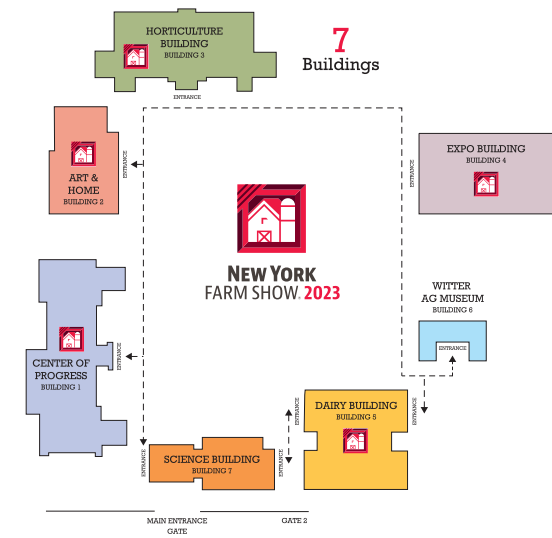 HORTICULTURE
BUILDING
BUILDING 3
ENTRANCE
7
Buildings
ART &
HOME
BUILDING 2
ENTRANCE
EXPO BUILDING
BUILDING 4
ENTRANCE
NEW YORK
FARM SHOW. 2023
WITTER
AG MUSEUM
BUILDING 6
ENTRANCE
CENTER OF
PROGRESS
BUILDING 1
ENTRANCE
DAIRY BUILDING
BUILDING 5
ENTRANCE
ENTRANCE
SCIENCE BUILDING
BUILDING 7
ENTRANCE
ENTRANCE
MAIN ENTRANCE
GATE
GATE 2